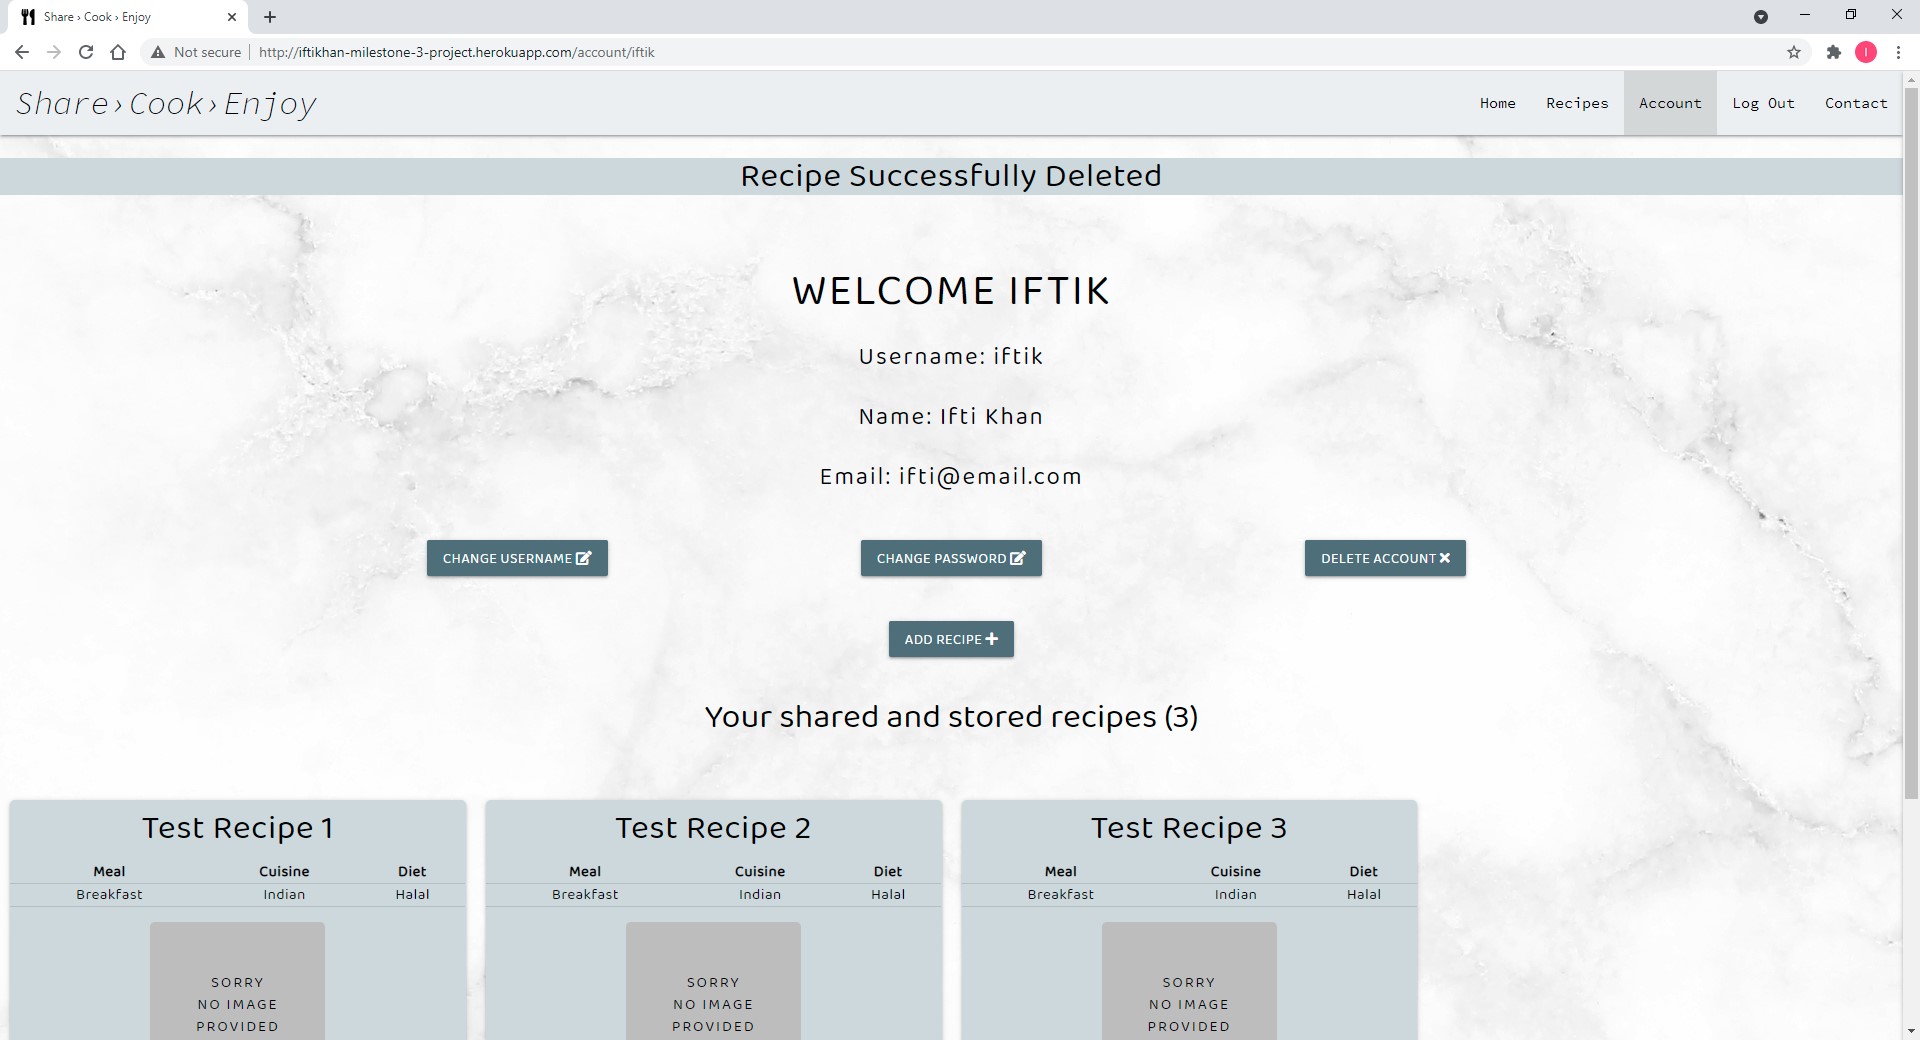 Share › Cook › Enjoy
Not secure
http://iftikhan-milestone-3-project.herokuapp.com/account/iftik
I
Share›Cook›Enjoy
Home Recipes Account Log Out Contact
Recipe Successfully Deleted
WELCOME IFTIK
Username: iftik
Name: Ifti Khan
Email: ifti@email.com
CHANGE USERNAME CHANGE PASSWORD DELETE ACCOUNT
ADD RECIPE
Your shared and stored recipes (3)
Test Recipe 1
Meal Cuisine Diet
Breakfast Indian Halal
SORRY
NO IMAGE
PROVIDED
Test Recipe 2
Meal Cuisine Diet
Breakfast Indian Halal
SORRY
NO IMAGE
PROVIDED
Test Recipe 3
Meal Cuisine Diet
Breakfast Indian Halal
SORRY
NO IMAGE
PROVIDED